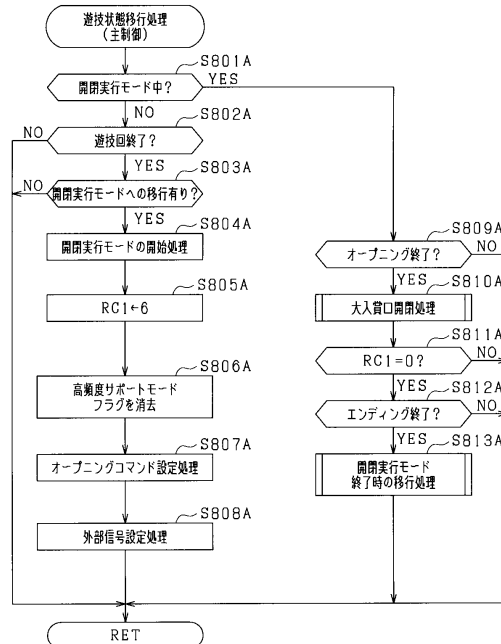 遊技状態移行処理
(主制御)
S801A
開閉実行モード中?
YES
NO
S802A
遊技回終了?
NO
YES
S803A
開閉実行モードへの移行有り?
NO
YES
S804A
開閉実行モードの開始処理
S805A
RC1←6
S806A
高頻度サポートモード
フラグを消去
S807A
オープニングコマンド設定処理
S808A
外部信号設定処理
S809A
オープニング終了?
NO
YES
S810A
大入賞口開閉処理
S811A
RC1=0?
NO
YES
S812A
エンディング終了?
NO
YES
S813A
開閉実行モード
終了時の移行処理
RET